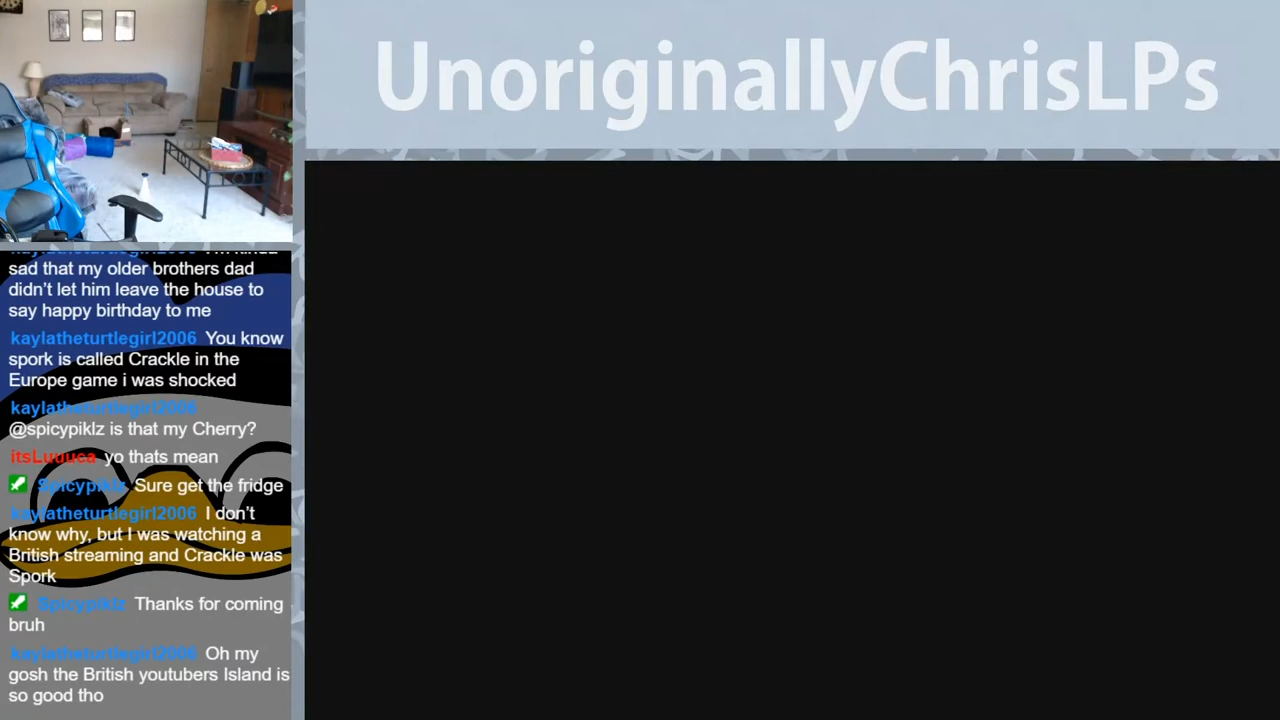 UnoriginallyChrisLPs
sad that my older brothers dad
didn't let him leave the house to
say happy birthday to me
kaylatheturtlegirl2006 You know
spork is called Crackle in the
Europe game i was shocked
kaylatheturtlegirl2006
@spicypiklz is that my Cherry?
itsLuuuca yo thats mean
Spicypiklz Sure get the fridge
kaylatheturtlegirl2006 I don't
know why, but I was watching a
British streaming and Crackle was
Spork
Spicypiklz Thanks for coming
bruh
kaylatheturtlegirl2006 Oh my
gosh the British youtubers Island is
so good tho